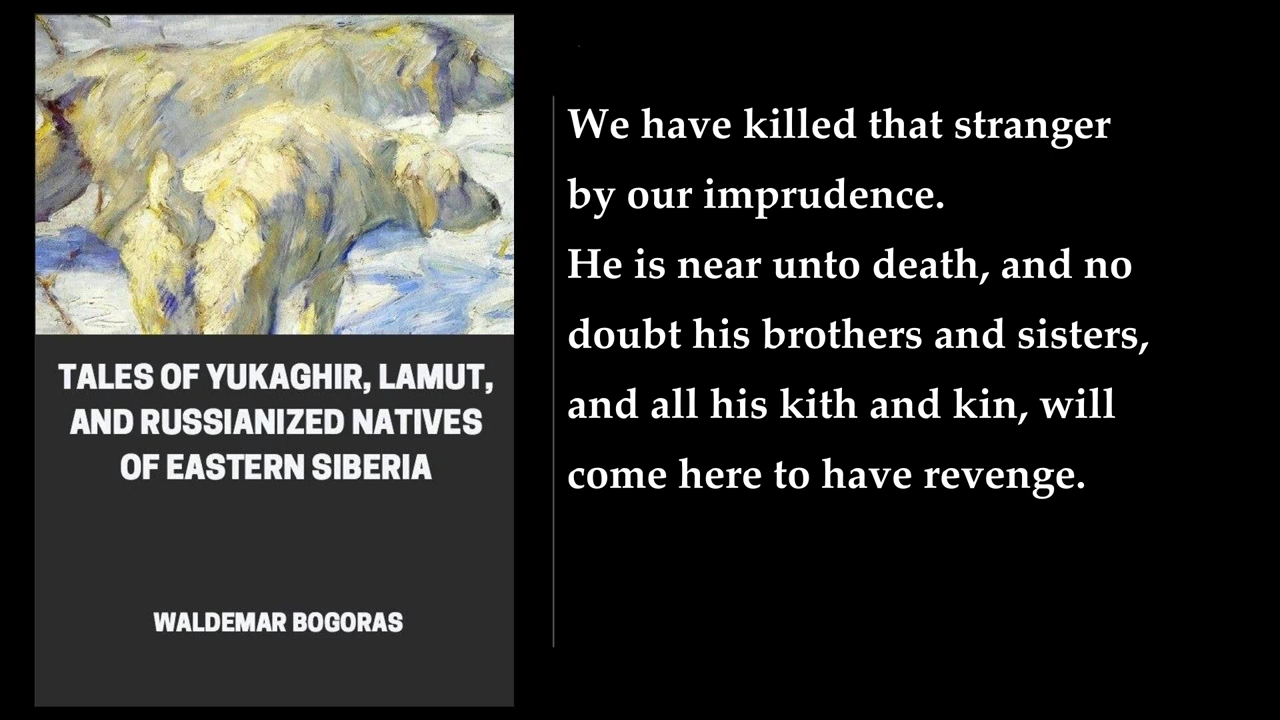 TALES OF YUKAGHIR, LAMUT,
AND RUSSIANIZED NATIVES
OF EASTERN SIBERIA
WALDEMAR BOGORAS
We have killed that stranger
by our imprudence.
He is near unto death, and no
doubt his brothers and sisters,
and all his kith and kin, will
come here to have revenge.